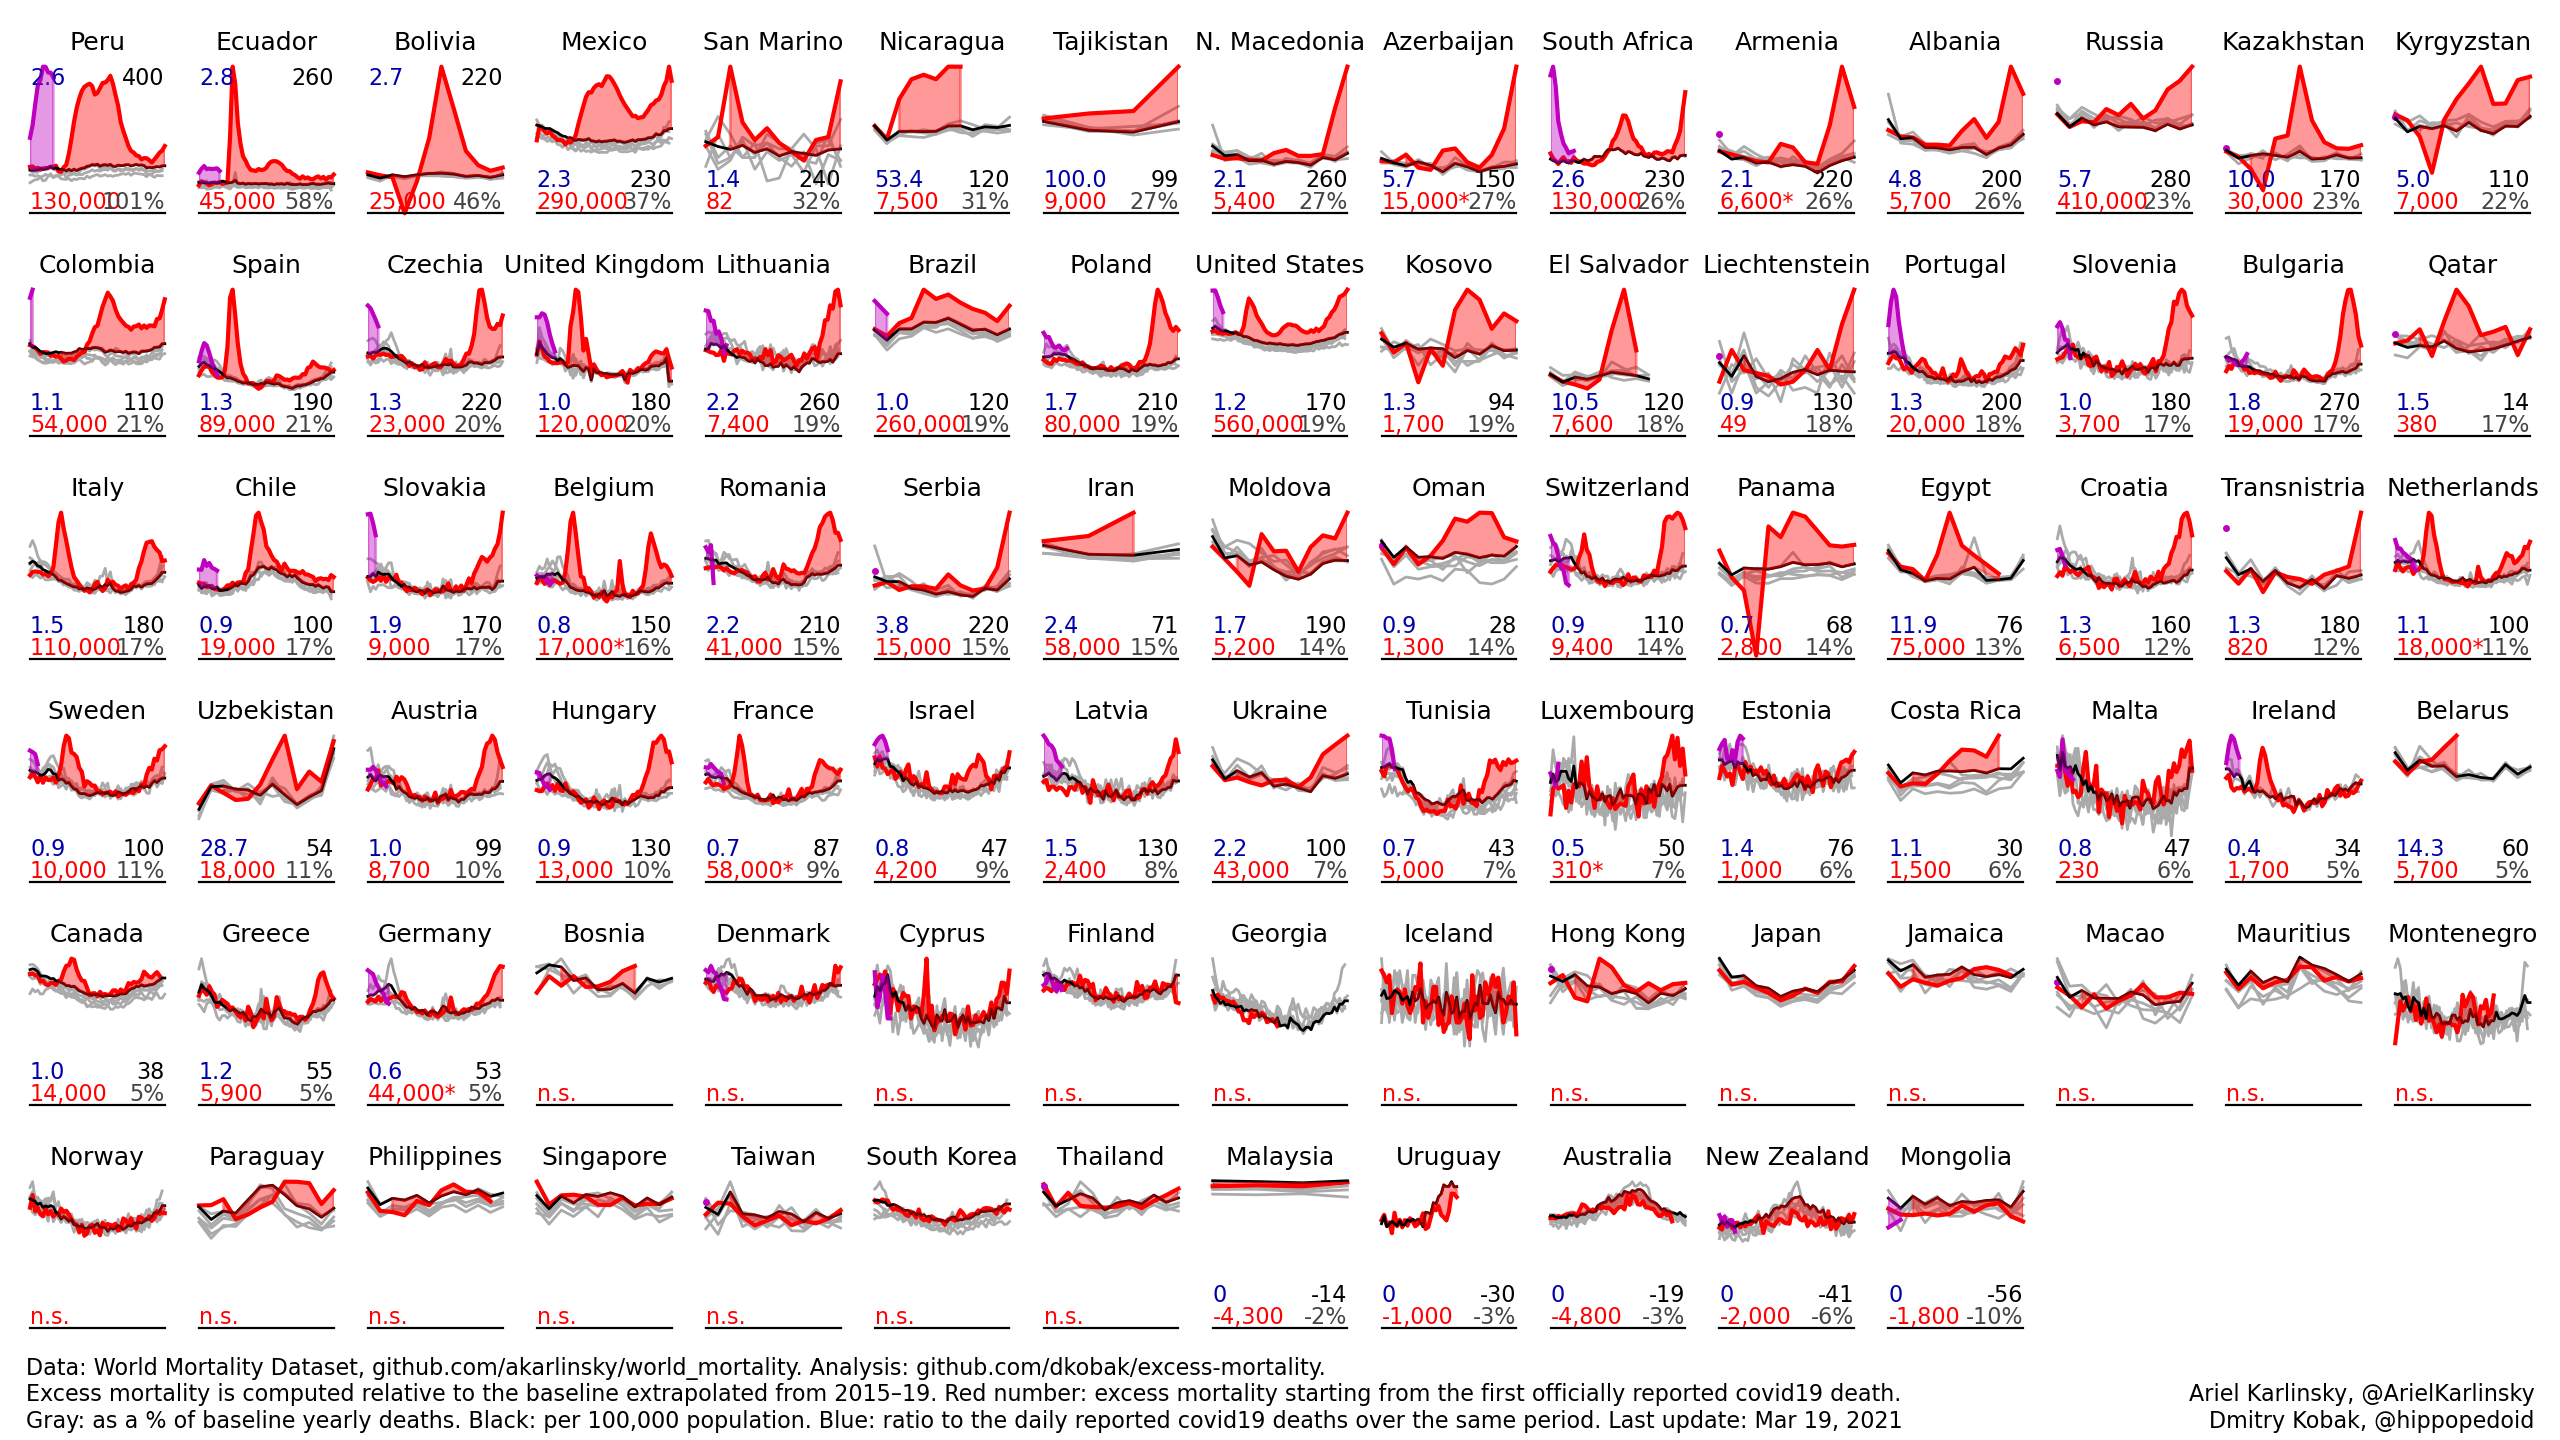 Peru Ecuador Bolivia Mexico San Marino Nicaragua Tajikistan N. Macedonia Azerbaijan South Africa Armenia Albania Russia Kazakhstan Kyrgyzstan
2.6 400 2.8 260 2.7 220
2.3 230 1.4 240 53.4 120 100.0 99 2.1 260 5.7 150 2.6 230 2.1 220 4.8 200 5.7 280 10.0 170 5.0 110
130,000 101% 45,000 58% 25,000 46% 290,000 37% 82 32% 7,500 31% 9,000 27% 5,400 27% 15,000* 27% 130,000 26% 6,600* 26% 5,700 26% 410,000 23% 30,000 23% 7,000 22%
Colombia Spain Czechia United Kingdom Lithuania Brazil Poland United States Kosovo El Salvador Liechtenstein Portugal Slovenia Bulgaria Qatar
1.1 110 1.3 190 1.3 220 1.0 180 2.2 260 1.0 120 1.7 210 1.2 170 1.3 94 10.5 120 0.9 130 1.3 200 1.0 180 1.8 270 1.5 14
54,000 21% 89,000 21% 23,000 20% 120,000 20% 7,400 19% 260,000 19% 80,000 19% 560,000 19% 1,700 19% 7,600 18% 49 18% 20,000 18% 3,700 17% 19,000 17% 380 17%
Italy Chile Slovakia Belgium Romania Serbia Iran Moldova Oman Switzerland Panama Egypt Croatia Transnistria Netherlands
1.5 180 0.9 100 1.9 170 0.8 150 2.2 210 3.8 220 2.4 71 1.7 190 0.9 28 0.9 110 0.7 68 11.9 76 1.3 160 1.3 180 1.1 100
110,000 17% 19,000 17% 9,000 17% 17,000* 16% 41,000 15% 15,000 15% 58,000 15% 5,200 14% 1,300 14% 9,400 14% 2,800 14% 75,000 13% 6,500 12% 820 12% 18,000* 11%
Sweden Uzbekistan Austria Hungary France Israel Latvia Ukraine Tunisia Luxembourg Estonia Costa Rica Malta Ireland Belarus
0.9 100 28.7 54 1.0 99 0.9 130 0.7 87 0.8 47 1.5 130 2.2 100 0.7 43 0.5 50 1.4 76 1.1 30 0.8 47 0.4 34 14.3 60
10,000 11% 18,000 11% 8,700 10% 13,000 10% 58,000* 9% 4,200 9% 2,400 8% 43,000 7% 5,000 7% 310* 7% 1,000 6% 1,500 6% 230 6% 1,700 5% 5,700 5%
Canada Greece Germany Bosnia Denmark Cyprus Finland Georgia Iceland Hong Kong Japan Jamaica Macao Mauritius Montenegro
1.0 38 1.2 55 0.6 53
14,000 5% 5,900 5% 44,000* 5% n.s. n.s. n.s. n.s. n.s. n.s. n.s. n.s. n.s. n.s. n.s. n.s.
Norway Paraguay Philippines Singapore Taiwan South Korea Thailand Malaysia Uruguay Australia New Zealand Mongolia
0 -14 0 -30 0 -19 0 -41 0 -56
n.s. n.s. n.s. n.s. n.s. n.s. n.s. -4,300 -2% -1,000 -3% -4,800 -3% -2,000 -6% -1,800 -10%
Data: World Mortality Dataset, github.com/akarlinsky/world_mortality. Analysis: github.com/dkobak/excess-mortality.
Excess mortality is computed relative to the baseline extrapolated from 2015–19. Red number: excess mortality starting from the first officially reported covid19 death.
Gray: as a % of baseline yearly deaths. Black: per 100,000 population. Blue: ratio to the daily reported covid19 deaths over the same period. Last update: Mar 19, 2021
Ariel Karlinsky, @ArielKarlinsky
Dmitry Kobak, @hippopedoid